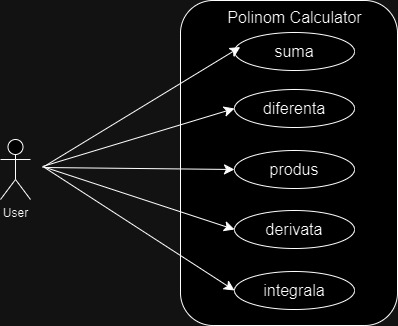 Polinom Calculator
suma
diferenta
produs
User
derivata
integrala